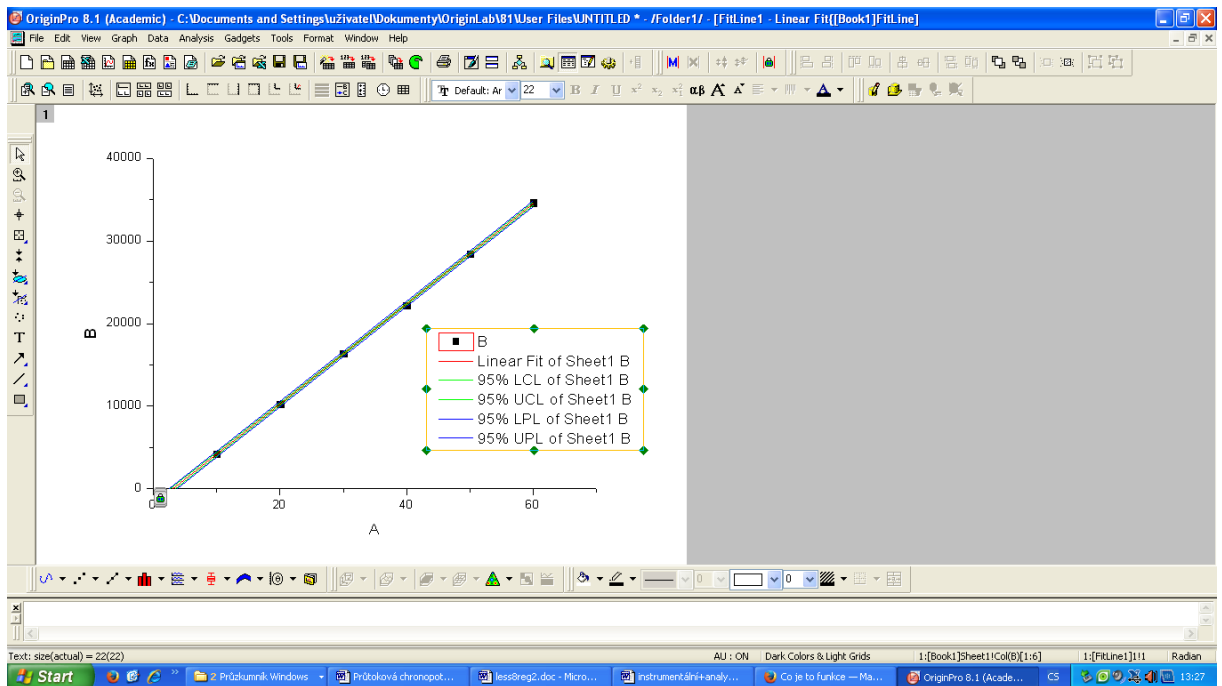 OriginPro 8.1 (Academic) - C:\Documents and Settings\uživatel\Dokumenty\OriginLab\81\User Files\UNTITLED * - /Folder1/ - [FitLine1 - Linear Fit{[Book1]FitLine]
File Edit View Graph Data Analysis Gadgets Tools Format Window Help
Default: Ar 22 B I U αβ A A A
1
40000
30000
20000
10000
0
B
0 20 40 60
A
B
Linear Fit of Sheet1 B
95% LCL of Sheet1 B
95% UCL of Sheet1 B
95% LPL of Sheet1 B
95% UPL of Sheet1 B
T
0 0
Text: size(actual) = 22(22) AU : ON Dark Colors & Light Grids 1:[Book1]Sheet1!Col(B)[1:6] 1:[FitLine1]1!1 Radian
Start 2 Průzkumník Windows Průtoková chronopot... less8reg2.doc - Micro... instrumentální+analy... Co je to funkce — Ma... OriginPro 8.1 (Acade... CS 13:27